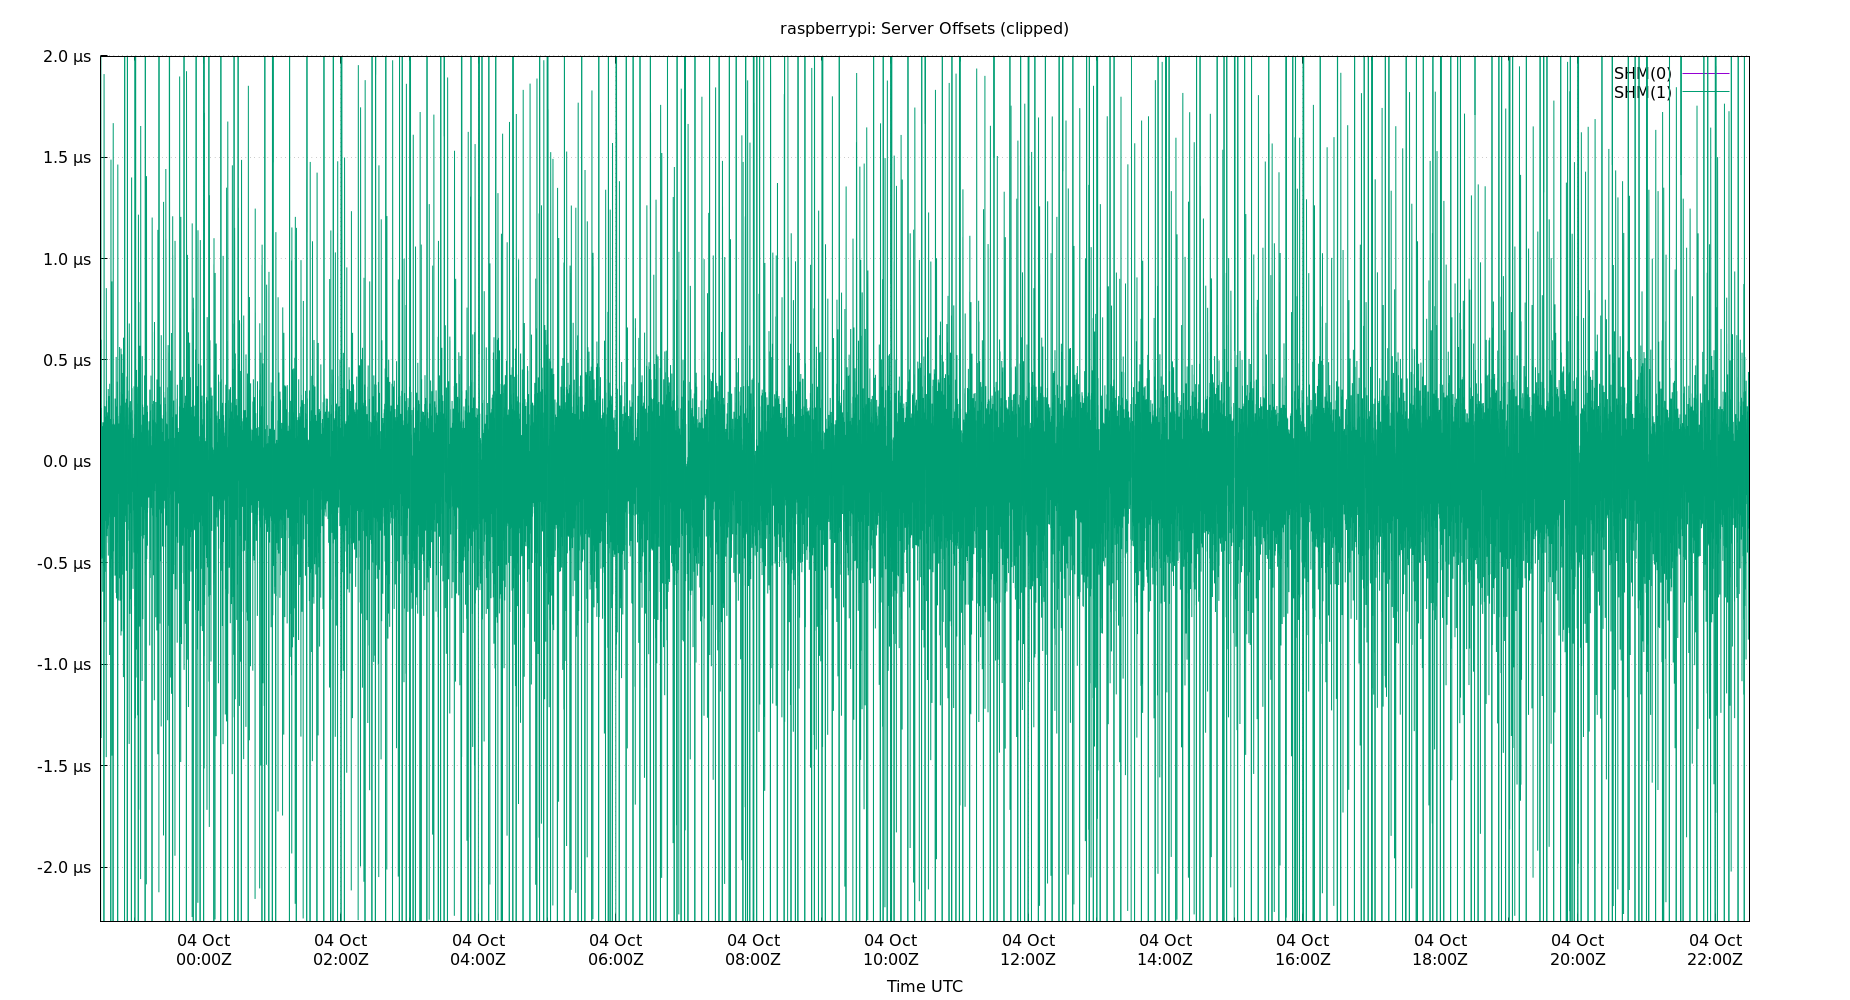 raspberrypi: Server Offsets (clipped)
2.0 µs
SHM(0)
SHM(1)
1.5 µs
1.0 µs
0.5 µs
0.0 µs
-0.5 µs
-1.0 µs
-1.5 µs
-2.0 µs
04 Oct 04 Oct 04 Oct 04 Oct 04 Oct 04 Oct 04 Oct 04 Oct 04 Oct 04 Oct 04 Oct 04 Oct
00:00Z 02:00Z 04:00Z 06:00Z 08:00Z 10:00Z 12:00Z 14:00Z 16:00Z 18:00Z 20:00Z 22:00Z
Time UTC